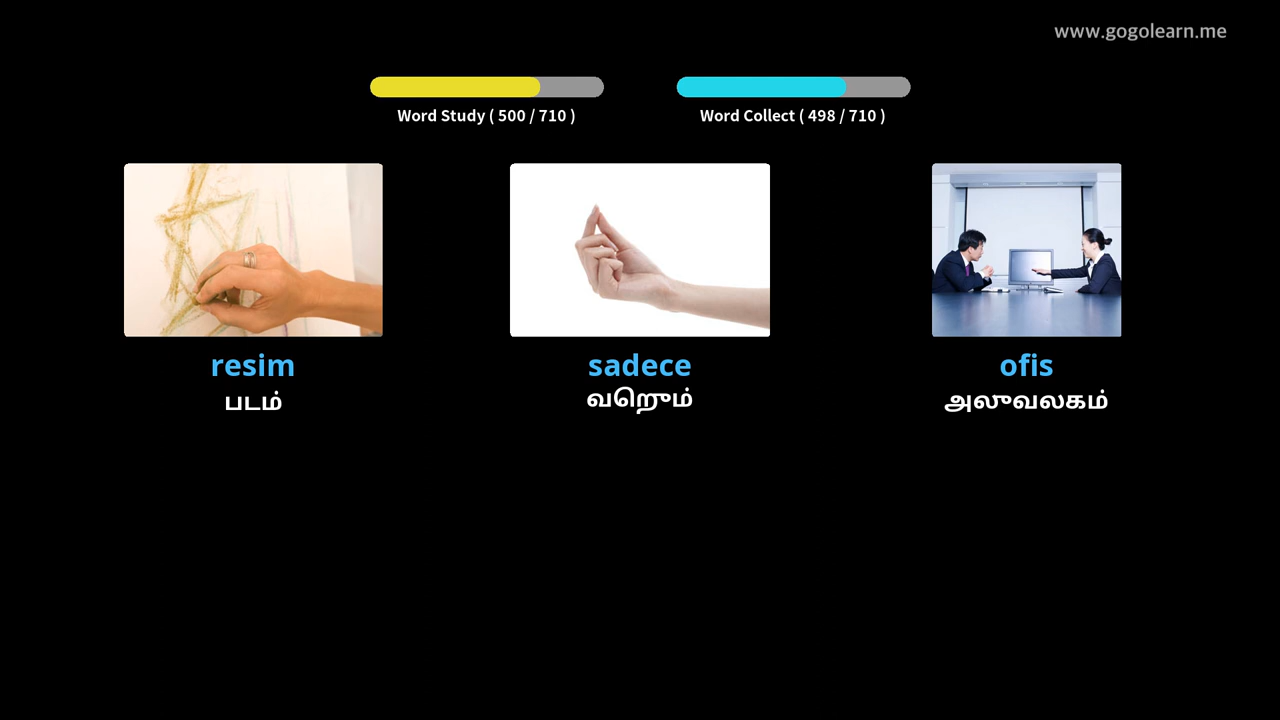 www.gogolearn.me
Word Study ( 500 / 710 )
Word Collect ( 498 / 710 )
resim
படம்
sadece
வெறும்
ofis
அலுவலகம்